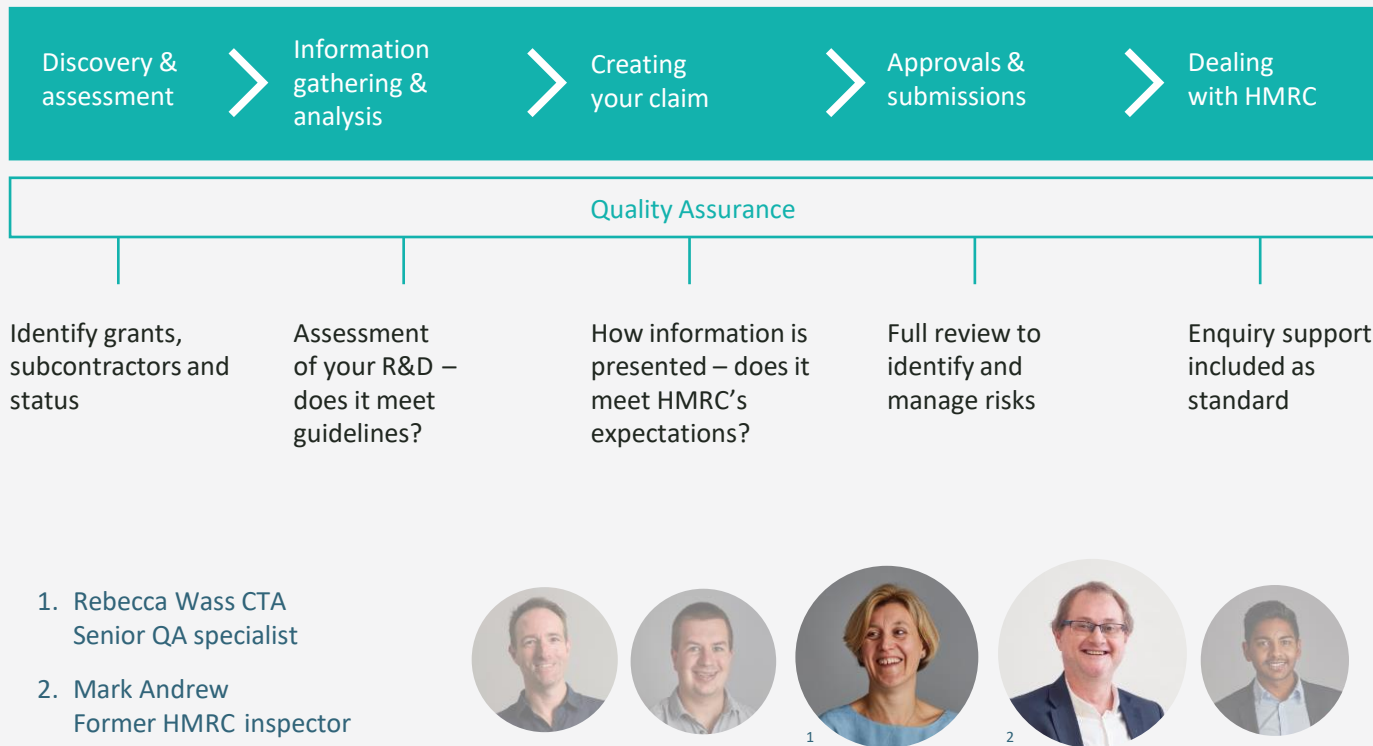 Discovery &
assessment
Information
gathering &
analysis
Creating
your claim
Approvals &
submissions
Dealing
with HMRC
Quality Assurance
Identify grants,
subcontractors and
status
Assessment
of your R&D –
does it meet
guidelines?
How information is
presented – does it
meet HMRC's
expectations?
Full review to
identify and
manage risks
Enquiry support
included as
standard
1. Rebecca Wass CTA
Senior QA specialist
2. Mark Andrew
Former HMRC inspector
1
2